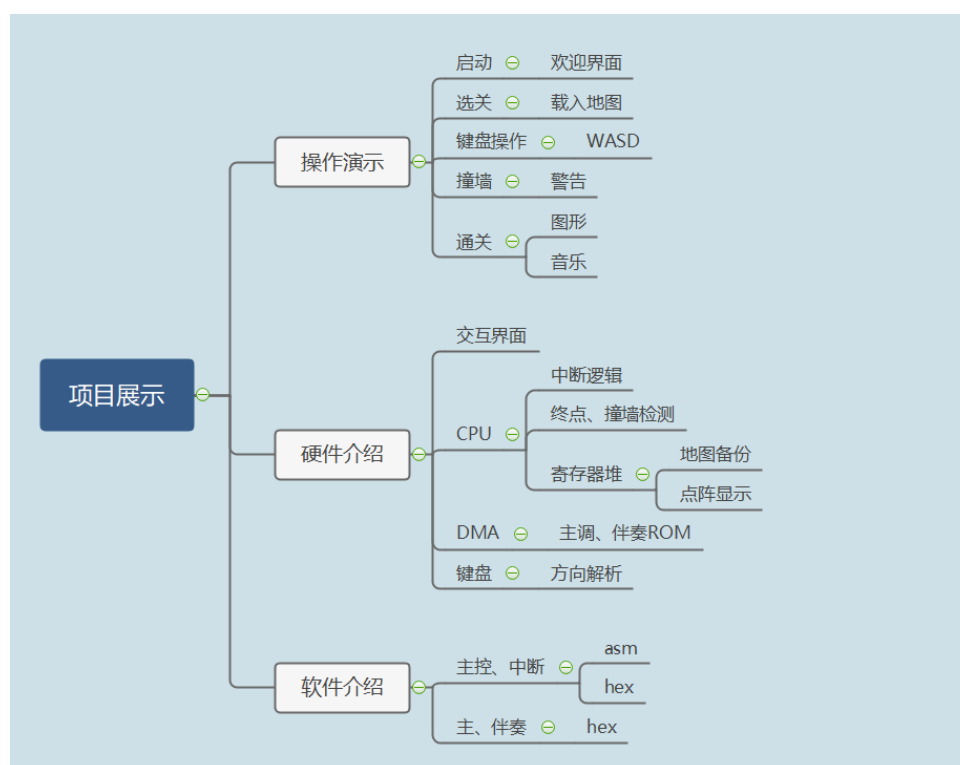 项目展示
操作演示
启动
欢迎界面
选关
载入地图
键盘操作
WASD
撞墙
警告
通关
图形
音乐
硬件介绍
交互界面
CPU
中断逻辑
终点、撞墙检测
寄存器堆
地图备份
点阵显示
DMA
主调、伴奏ROM
键盘
方向解析
软件介绍
主控、中断
asm
hex
主、伴奏
hex